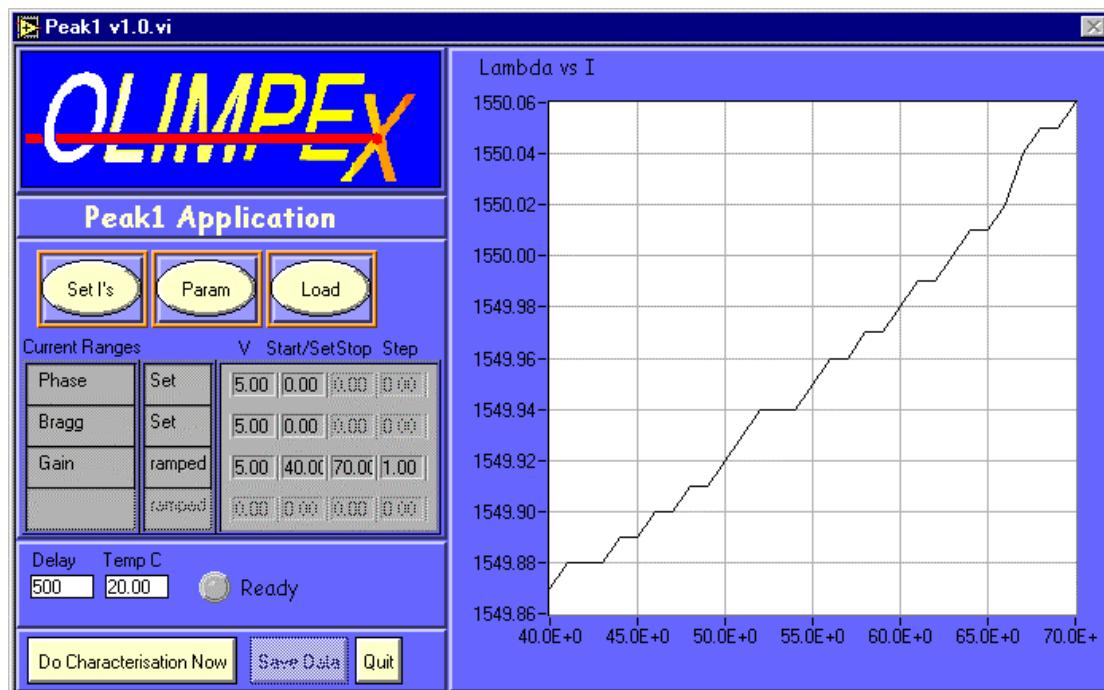 Peak1 v1.0.vi
OLIMPEX
Peak1 Application
Set I's Param Load
Current Ranges V Start/Set Stop Step
Phase Set 5.00 0.00 0.00 0.00
Bragg Set 5.00 0.00 0.00 0.00
Gain ramped 5.00 40.00 70.00 1.00
ramped 0.00 0.00 0.00 0.00
Delay Temp C
500 20.00 Ready
Do Characterisation Now Save Data Quit
Lambda vs I
1550.06
1550.04
1550.02
1550.00
1549.98
1549.96
1549.94
1549.92
1549.90
1549.88
1549.86
40.0E+0 45.0E+0 50.0E+0 55.0E+0 60.0E+0 65.0E+0 70.0E+